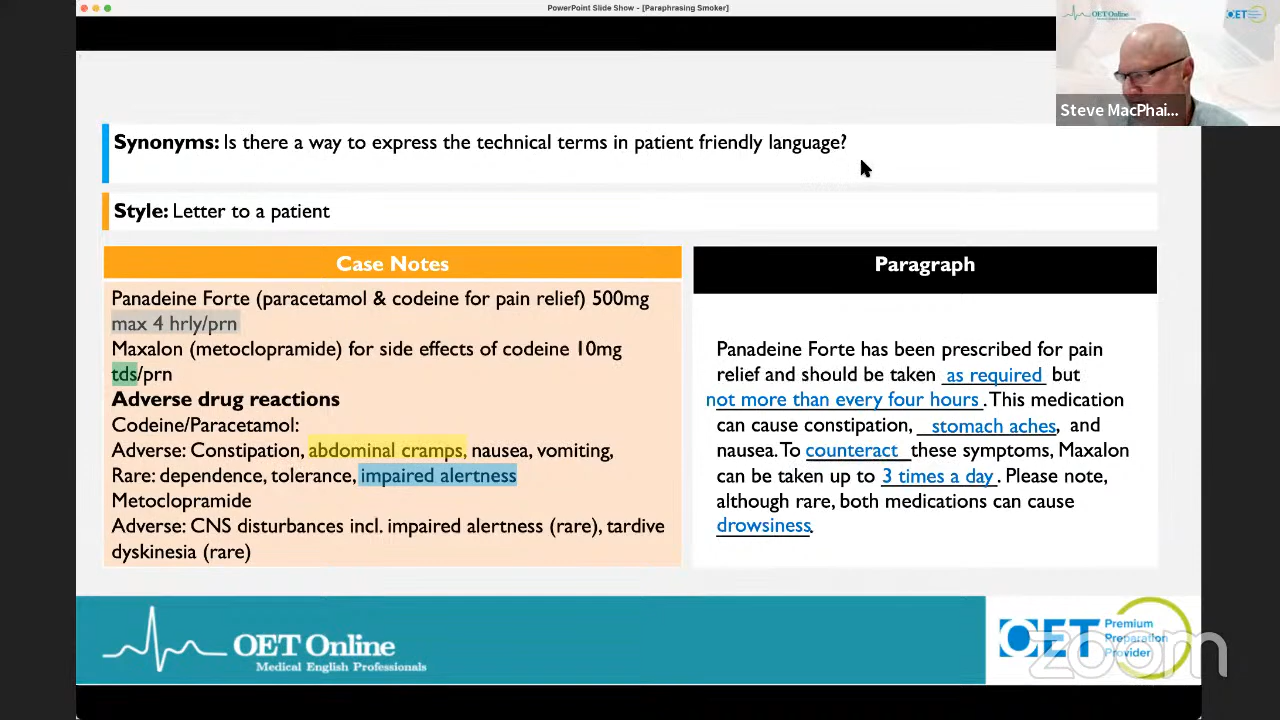 PowerPoint Slide Show - [Paraphrasing Smoker]
OET Online
OET
Steve MacPhai...
Synonyms: Is there a way to express the technical terms in patient friendly language?
Style: Letter to a patient
Case Notes
Panadeine Forte (paracetamol & codeine for pain relief) 500mg
max 4 hrly/prn
Maxalon (metoclopramide) for side effects of codeine 10mg
tds/prn
Adverse drug reactions
Codeine/Paracetamol:
Adverse: Constipation, abdominal cramps, nausea, vomiting,
Rare: dependence, tolerance, impaired alertness
Metoclopramide
Adverse: CNS disturbances incl. impaired alertness (rare), tardive
dyskinesia (rare)
Paragraph
Panadeine Forte has been prescribed for pain
relief and should be taken as required but
not more than every four hours. This medication
can cause constipation, stomach aches, and
nausea. To counteract these symptoms, Maxalon
can be taken up to 3 times a day. Please note,
although rare, both medications can cause
drowsiness.
OET Online
Medical English Professionals
OET
Premium
Preparation
Provider
zoom